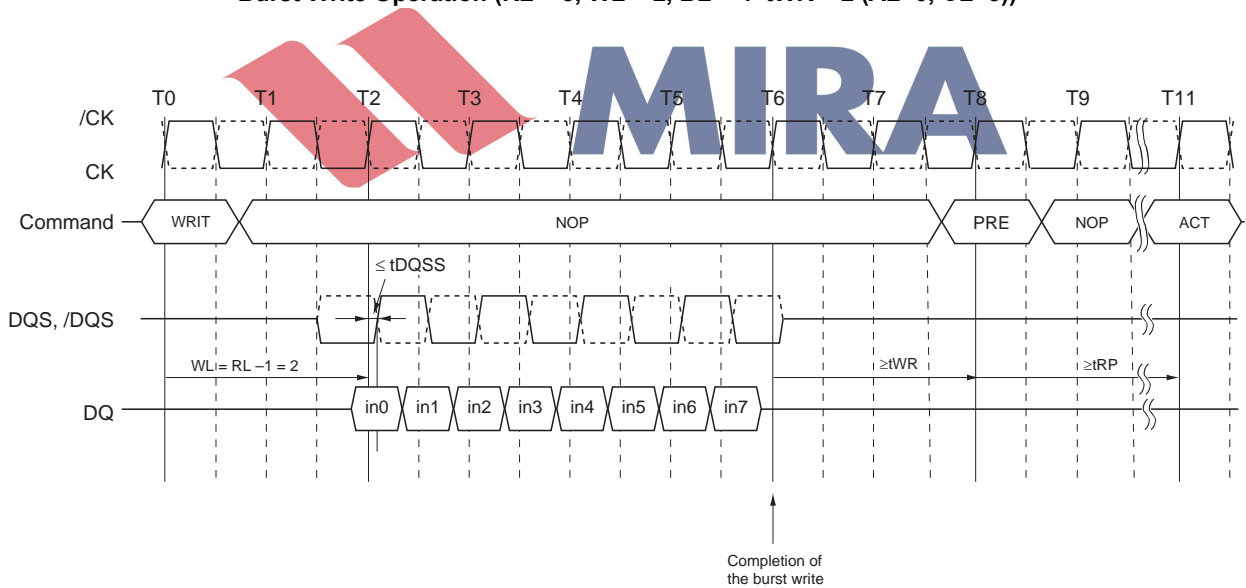 MIRA
T0 T1 T2 T3 T4 T5 T6 T7 T8 T9 T11
/CK
CK
Command WRIT NOP PRE NOP ACT
≤ tDQSS
DQS, /DQS
WL = RL –1 = 2 ≥tWR ≥tRP
DQ in0 in1 in2 in3 in4 in5 in6 in7
Completion of
the burst write